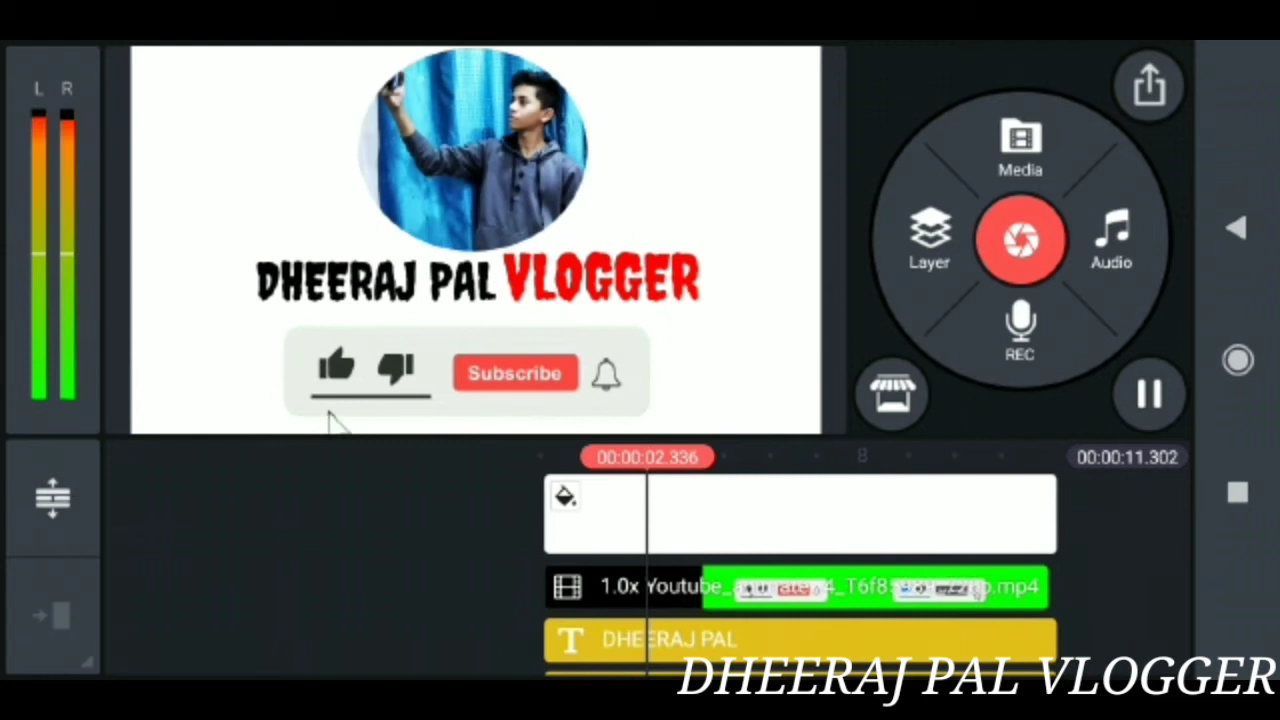 L R
Media
Layer
Audio
REC
DHEERAJ PAL VLOGGER
Subscribe
00:00:02.336
8
00:00:11.302
1.0x Youtube_
p.mp4
DHEERAJ PAL
DHEERAJ PAL VLOGGER